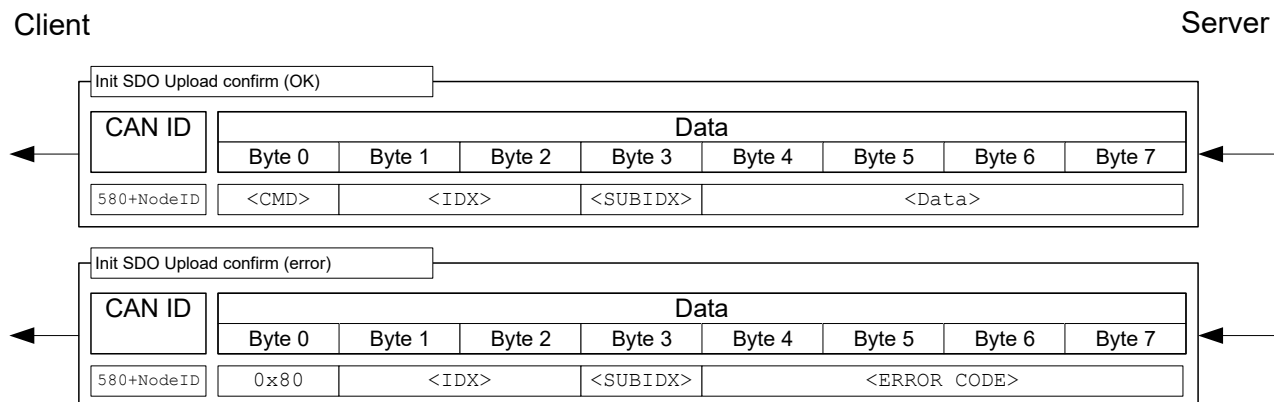 Client Server
Init SDO Upload confirm (OK)
CAN ID Data
Byte 0 Byte 1 Byte 2 Byte 3 Byte 4 Byte 5 Byte 6 Byte 7
580+NodeID <CMD> <IDX> <SUBIDX> <Data>
Init SDO Upload confirm (error)
CAN ID Data
Byte 0 Byte 1 Byte 2 Byte 3 Byte 4 Byte 5 Byte 6 Byte 7
580+NodeID 0x80 <IDX> <SUBIDX> <ERROR CODE>